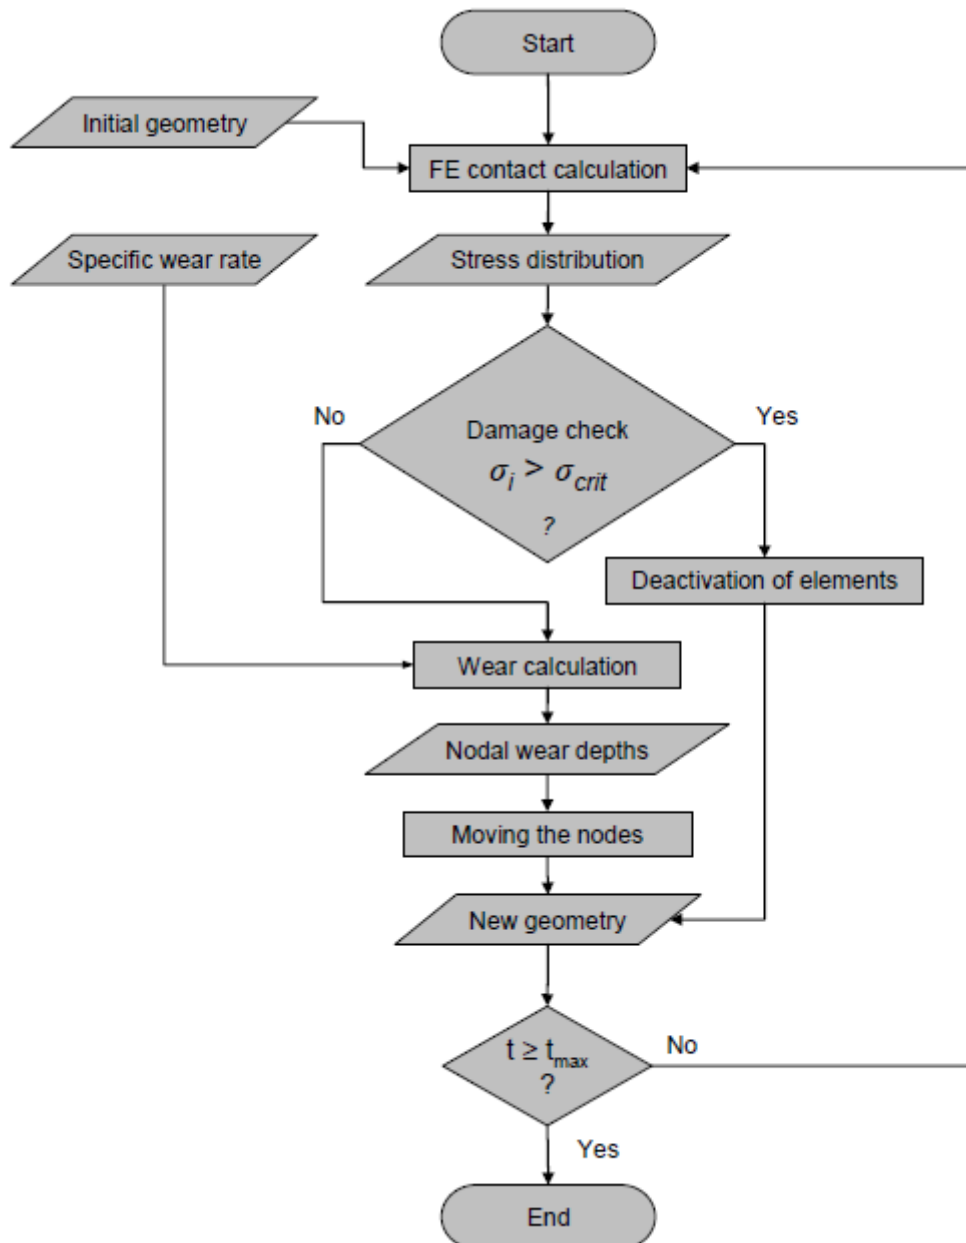 Start
Initial geometry
FE contact calculation
Specific wear rate
Stress distribution
No
Yes
Damage check
σi > σcrit
?
Deactivation of elements
Wear calculation
Nodal wear depths
Moving the nodes
New geometry
t ≥ tmax
?
No
Yes
End